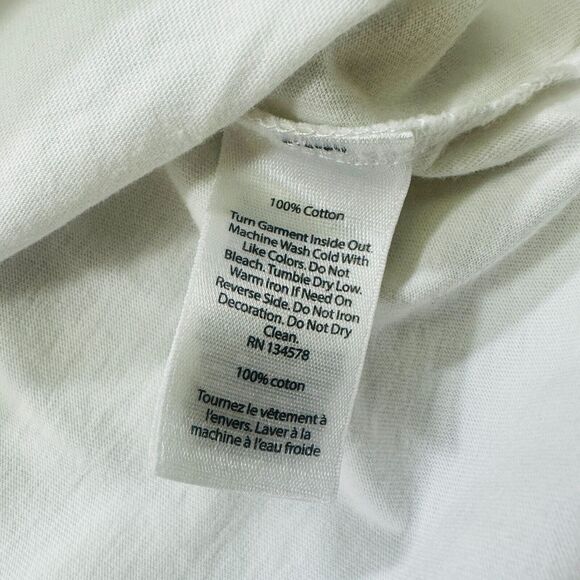 100% Cotton
Turn Garment Inside Out.
Machine Wash Cold With
Like Colors. Do Not
Bleach. Tumble Dry Low.
Warm Iron If Need On
Reverse Side. Do Not Iron
Decoration. Do Not Dry
Clean.
RN 134578
100% coton
Tournez le vêtement à
l'envers. Laver à la
machine à l'eau froide